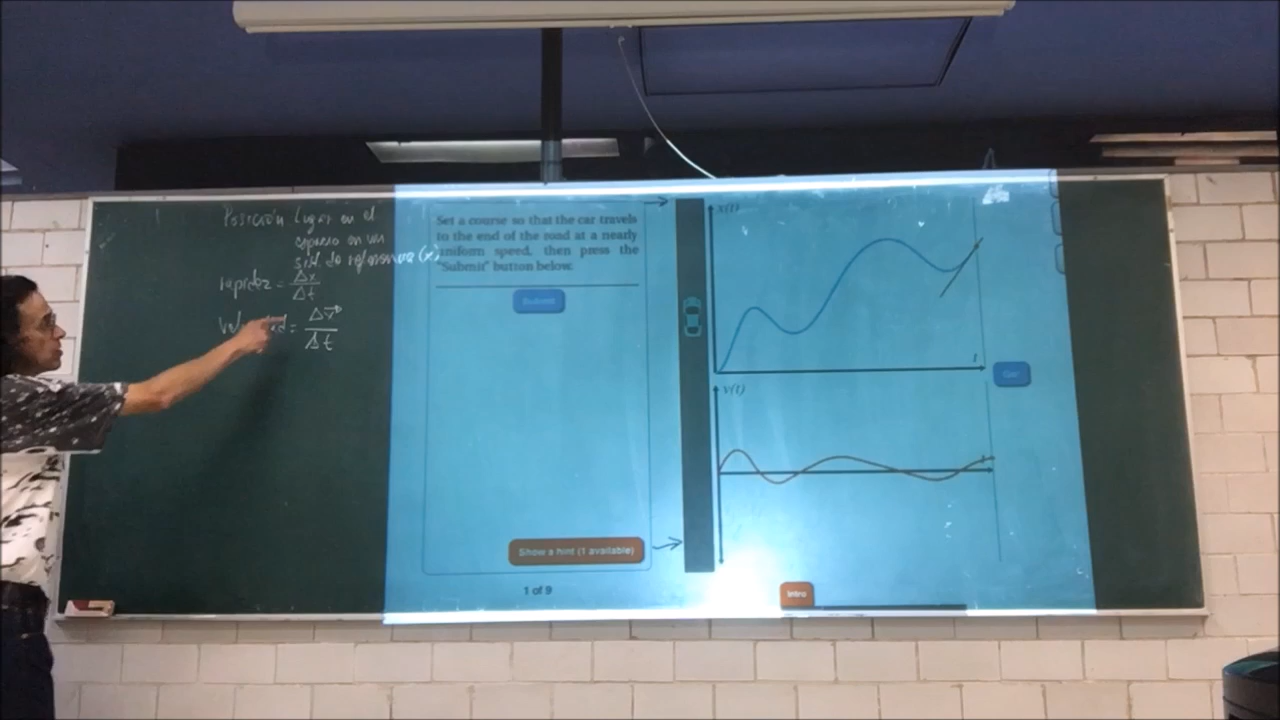 Posición lugar en el
espacio en un
sist. de referencia (x)
rapidez = Δx
Δt
= Δx⃗
Δt
Set a course so that the car travels
to the end of the road at a nearly
uniform speed, then press the
"Submit" button below.
Submit
Show a hint (1 available)
1 of 9
x(t)
t
Go!
v(t)
t
Intro